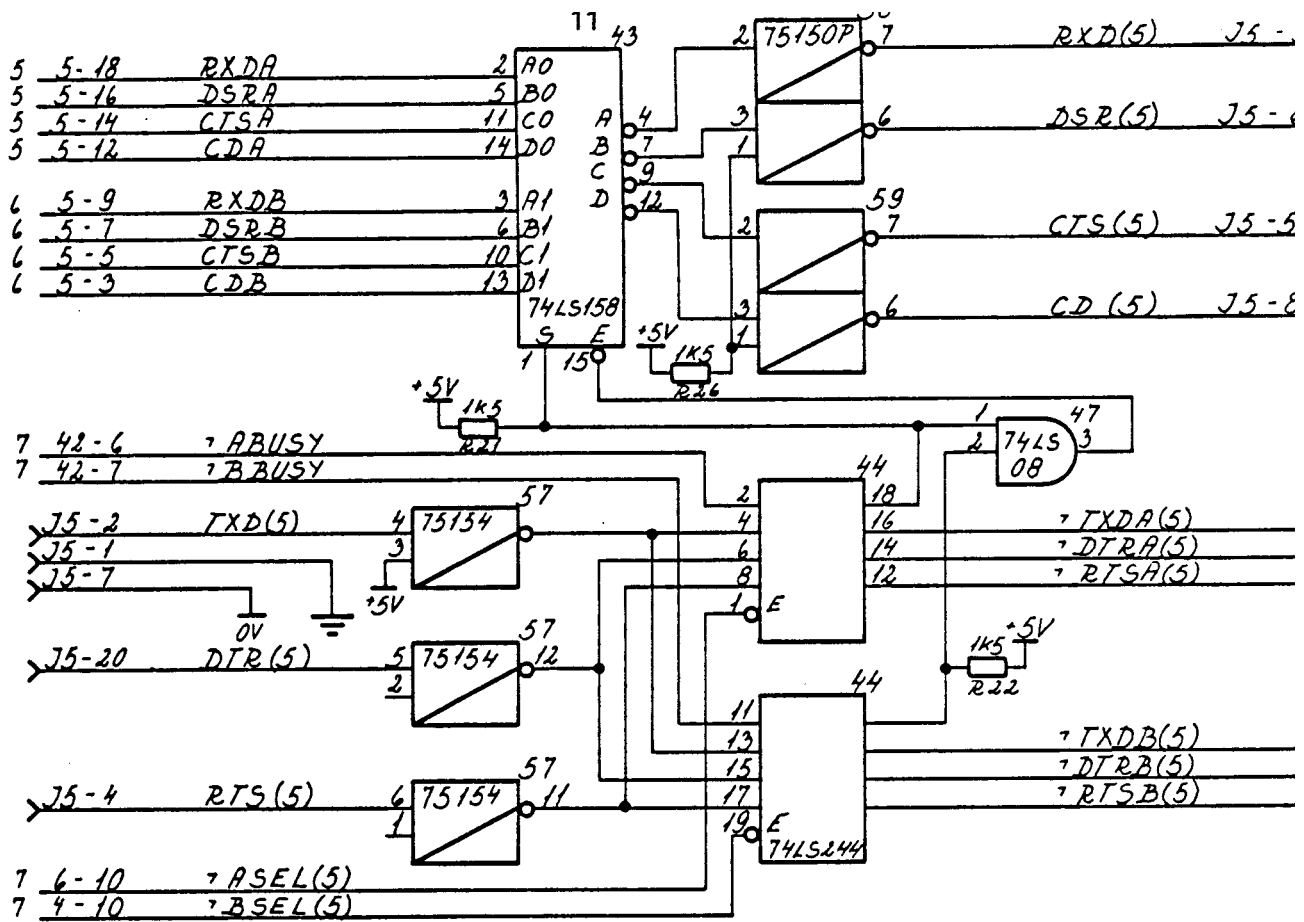 11
43
2 75150P 7 RXD(5) J5-
5 5-18 RXDA 2 A0
5 5-16 DSRA 5 B0
5 5-14 CTSA 11 C0 A 4
3 6 DSR(5) J5-
5 5-12 CDA 14 D0 B 7
1
C 9
6 5-9 RXDB 3 A1 D 12
59
6 5-7 DSRB 6 B1
2 7 CTS(5) J5-5
6 5-5 CTSB 10 C1
6 5-3 CDB 13 D1
74LS158
3 6 CD(5) J5-8
S E
+5V
1 15
1K5
1
R26
+5V
1K5
R21
1 47
7 42-6 ¬ABUSY
2 74LS 3
08
7 42-7 ¬BBUSY
57
44
2 18
J5-2 TXD(5) 4 75154
4 16 ¬TXDA(5)
J5-1 3
6 14 ¬DTRA(5)
J5-7
8 12 ¬RTSA(5)
+5V
1 E
0V
57
J5-20 DTR(5) 5 75154 12
2
+5V
1K5
R22
44
11
13 ¬TXDB(5)
57
15 ¬DTRB(5)
J5-4 RTS(5) 6 75154 11
17 ¬RTSB(5)
1
19 E
74LS244
7 6-10 ¬ASEL(5)
7 4-10 ¬BSEL(5)